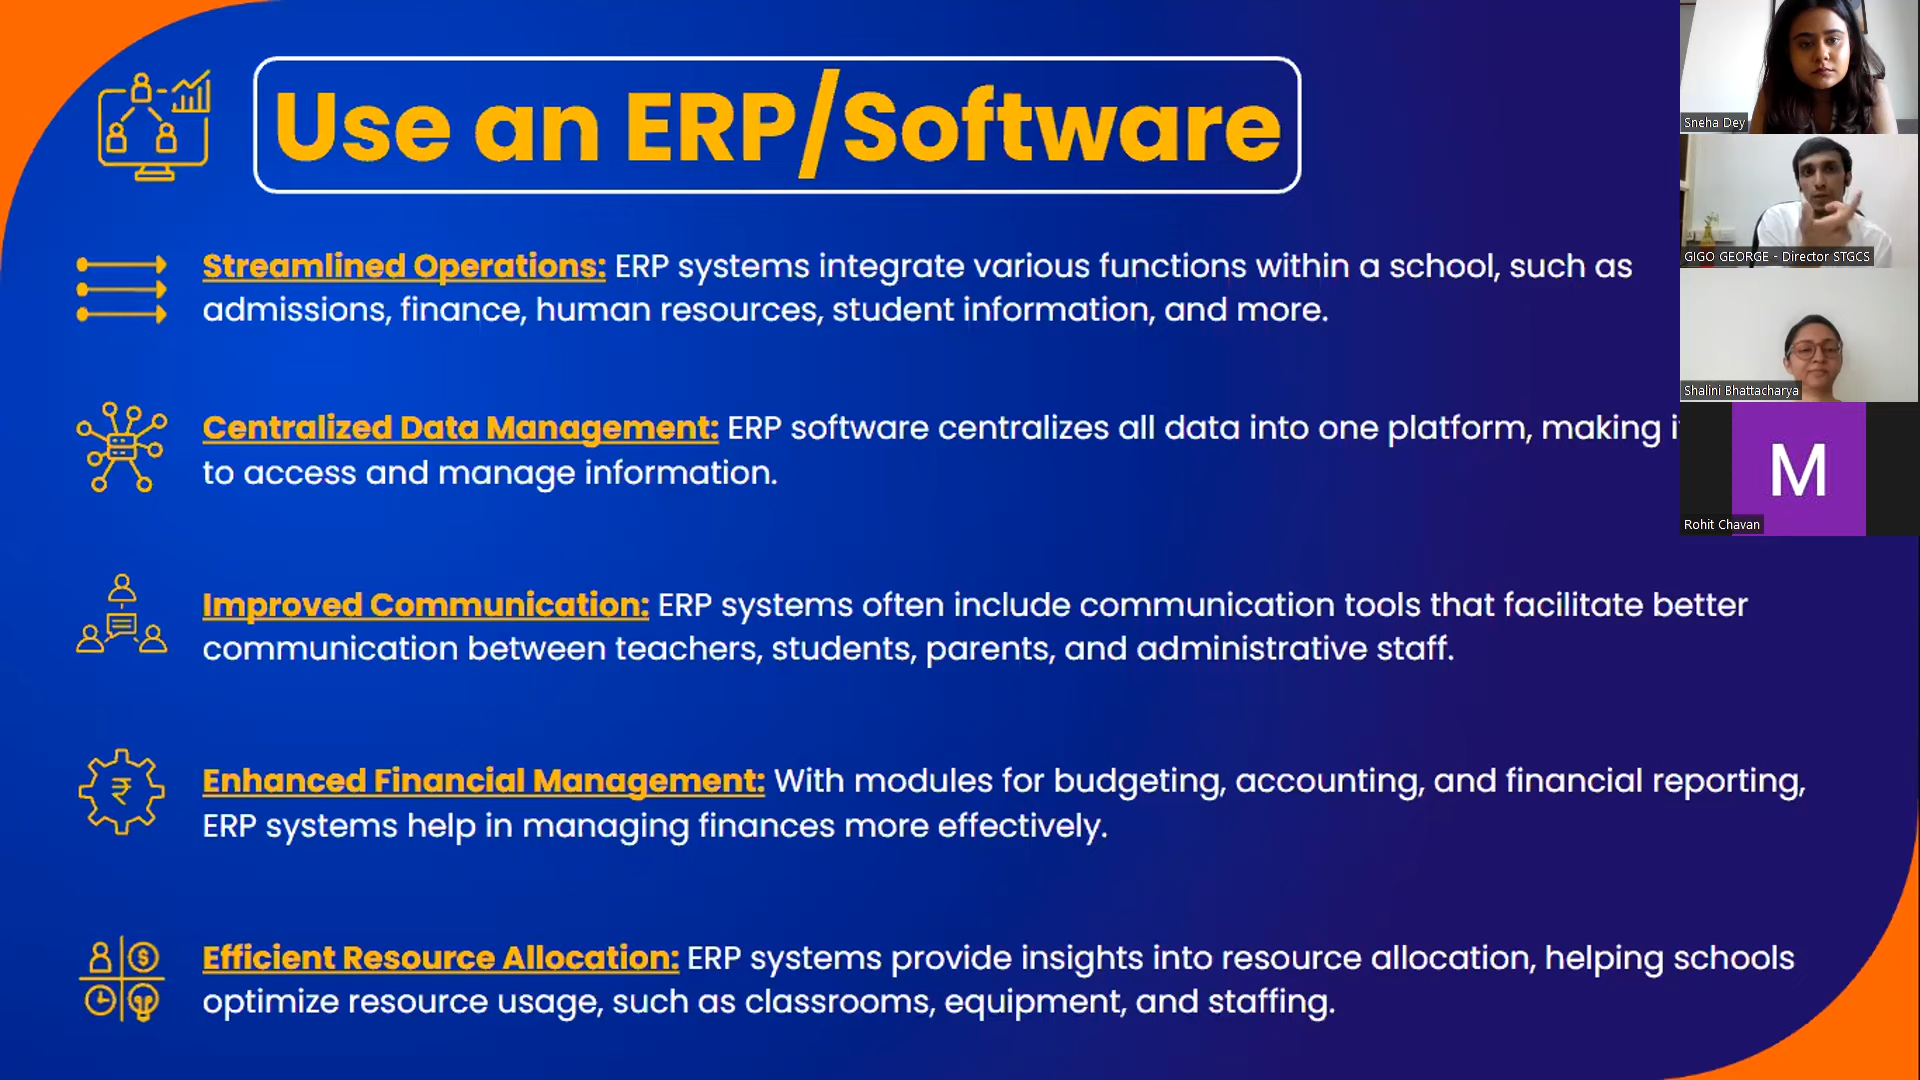 Use an ERP/Software
Streamlined Operations: ERP systems integrate various functions within a school, such as
admissions, finance, human resources, student information, and more.
Centralized Data Management: ERP software centralizes all data into one platform, making
to access and manage information.
Improved Communication: ERP systems often include communication tools that facilitate better
communication between teachers, students, parents, and administrative staff.
₹
Enhanced Financial Management: With modules for budgeting, accounting, and financial reporting,
ERP systems help in managing finances more effectively.
$
Efficient Resource Allocation: ERP systems provide insights into resource allocation, helping schools
optimize resource usage, such as classrooms, equipment, and staffing.
Sneha Dey
GIGO GEORGE - Director STGCS
Shalini Bhattacharya
M
Rohit Chavan